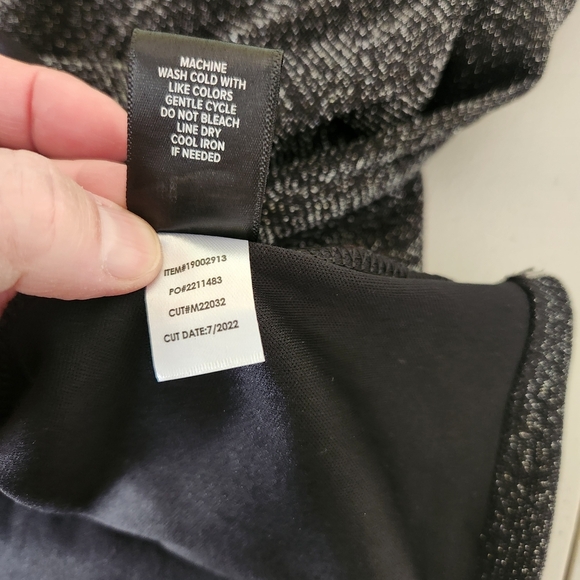 MACHINE
WASH COLD WITH
LIKE COLORS
GENTLE CYCLE
DO NOT BLEACH
LINE DRY
COOL IRON
IF NEEDED
ITEM#19002913
PO#2211483
CUT#M22032
CUT DATE:7/2022